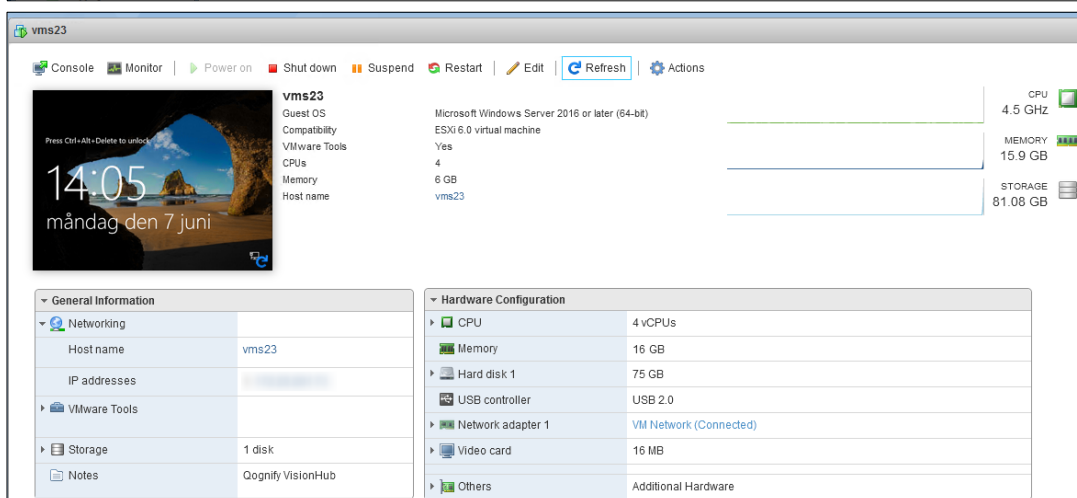 vms23
Console Monitor Power on Shut down Suspend Restart Edit Refresh Actions
Press Ctrl+Alt+Delete to unlock
14:05
måndag den 7 juni
vms23
Guest OS Microsoft Windows Server 2016 or later (64-bit)
Compatibility ESXi 6.0 virtual machine
VMware Tools Yes
CPUs 4
Memory 6 GB
Host name vms23
CPU
4.5 GHz
MEMORY
15.9 GB
STORAGE
81.08 GB
General Information
Networking
Host name vms23
IP addresses
VMware Tools
Storage 1 disk
Notes Qognify VisionHub
Hardware Configuration
CPU 4 vCPUs
Memory 16 GB
Hard disk 1 75 GB
USB controller USB 2.0
Network adapter 1 VM Network (Connected)
Video card 16 MB
Others Additional Hardware